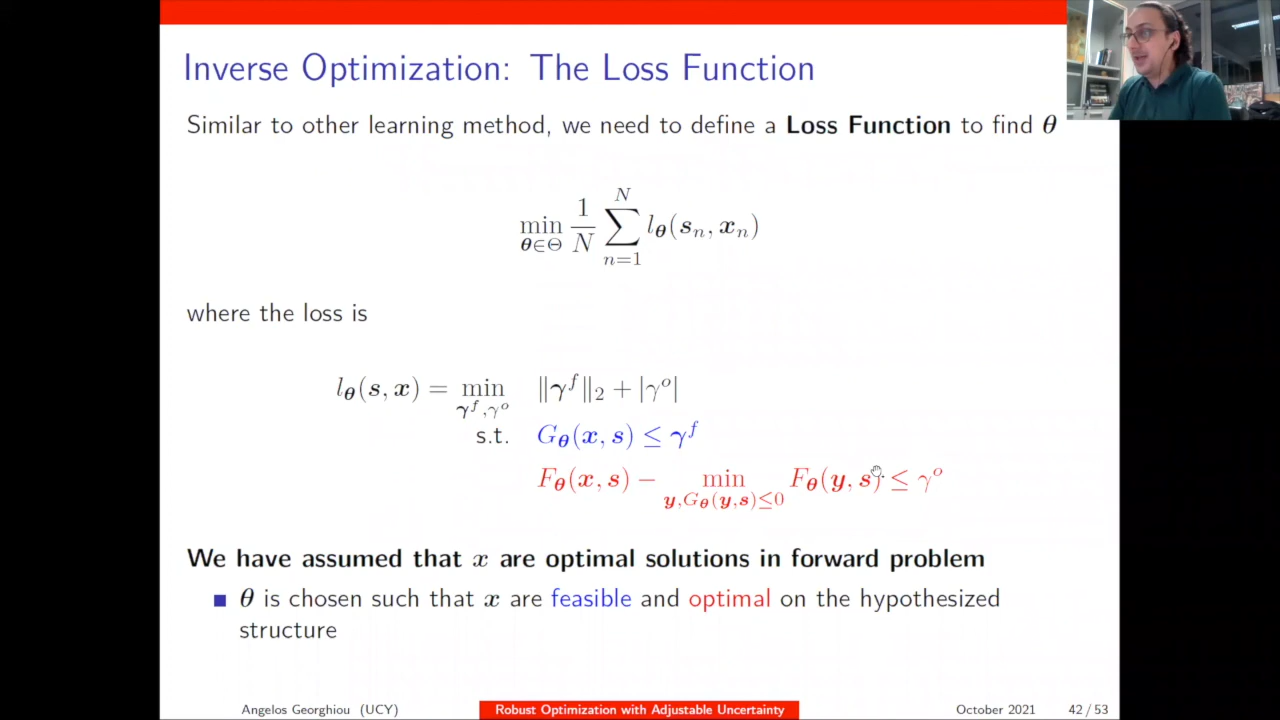 Inverse Optimization: The Loss Function
Similar to other learning method, we need to define a Loss Function to find θ
min_{θ∈Θ} \frac{1}{N} \sum_{n=1}^{N} l_θ(s_n, x_n)
where the loss is
l_θ(s, x) = min_{γ^f, γ^o} ‖γ^f‖_2 + |γ^o|
s.t. G_θ(x, s) ≤ γ^f
F_θ(x, s) − min_{y, G_θ(y,s)≤0} F_θ(y, s) ≤ γ^o
We have assumed that x are optimal solutions in forward problem
θ is chosen such that x are feasible and optimal on the hypothesized
structure
Angelos Georghiou (UCY) Robust Optimization with Adjustable Uncertainty October 2021 42 / 53